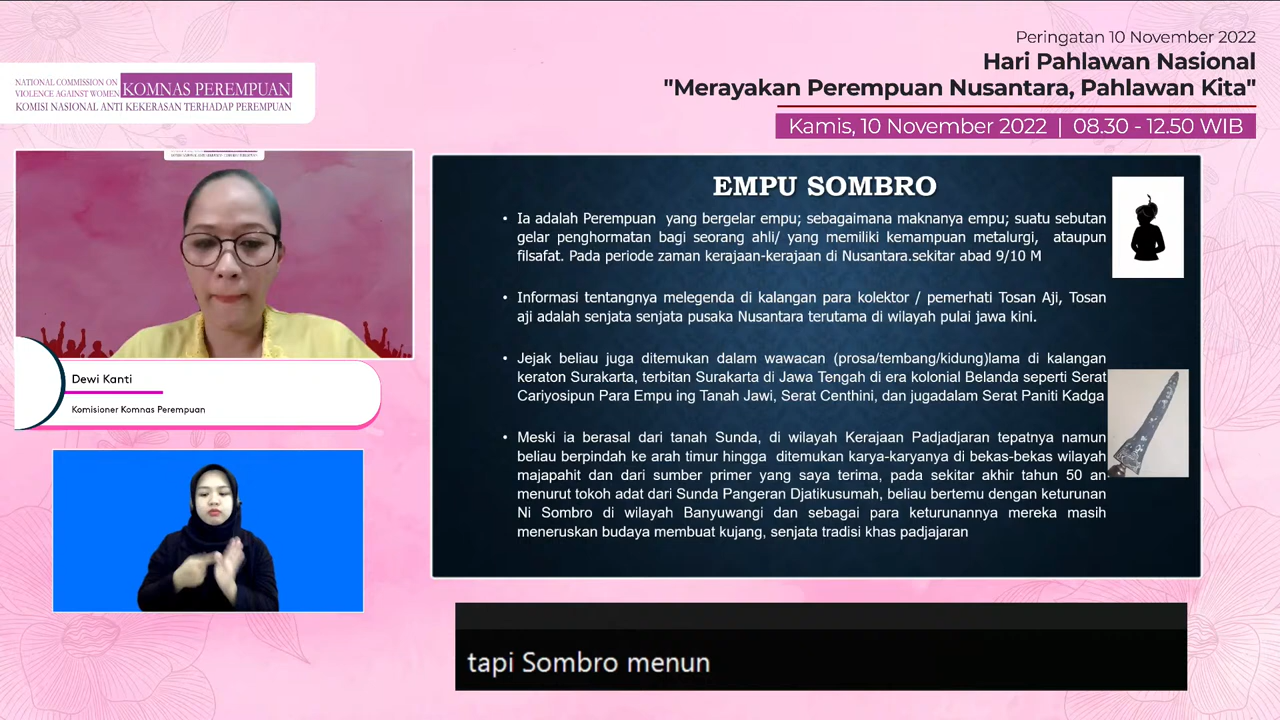 Peringatan 10 November 2022
Hari Pahlawan Nasional
"Merayakan Perempuan Nusantara, Pahlawan Kita"
Kamis, 10 November 2022 | 08.30 - 12.50 WIB
NATIONAL COMMISSION ON
VIOLENCE AGAINST WOMEN
KOMNAS PEREMPUAN
KOMISI NASIONAL ANTI KEKERASAN TERHADAP PEREMPUAN
Dewi Kanti
Komisioner Komnas Perempuan
EMPU SOMBRO
• Ia adalah Perempuan yang bergelar empu; sebagaimana maknanya empu; suatu sebutan
gelar penghormatan bagi seorang ahli/ yang memiliki kemampuan metalurgi, ataupun
filsafat. Pada periode zaman kerajaan-kerajaan di Nusantara.sekitar abad 9/10 M
• Informasi tentangnya melegenda di kalangan para kolektor / pemerhati Tosan Aji, Tosan
aji adalah senjata senjata pusaka Nusantara terutama di wilayah pulai jawa kini.
• Jejak beliau juga ditemukan dalam wawacan (prosa/tembang/kidung)lama di kalangan
keraton Surakarta, terbitan Surakarta di Jawa Tengah di era kolonial Belanda seperti Serat
Cariyosipun Para Empu ing Tanah Jawi, Serat Centhini, dan jugadalam Serat Paniti Kadga
• Meski ia berasal dari tanah Sunda, di wilayah Kerajaan Padjadjaran tepatnya namun
beliau berpindah ke arah timur hingga ditemukan karya-karyanya di bekas-bekas wilayah
majapahit dan dari sumber primer yang saya terima, pada sekitar akhir tahun 50 an
menurut tokoh adat dari Sunda Pangeran Djatikusumah, beliau bertemu dengan keturunan
Ni Sombro di wilayah Banyuwangi dan sebagai para keturunannya mereka masih
meneruskan budaya membuat kujang, senjata tradisi khas padjajaran
tapi Sombro menun